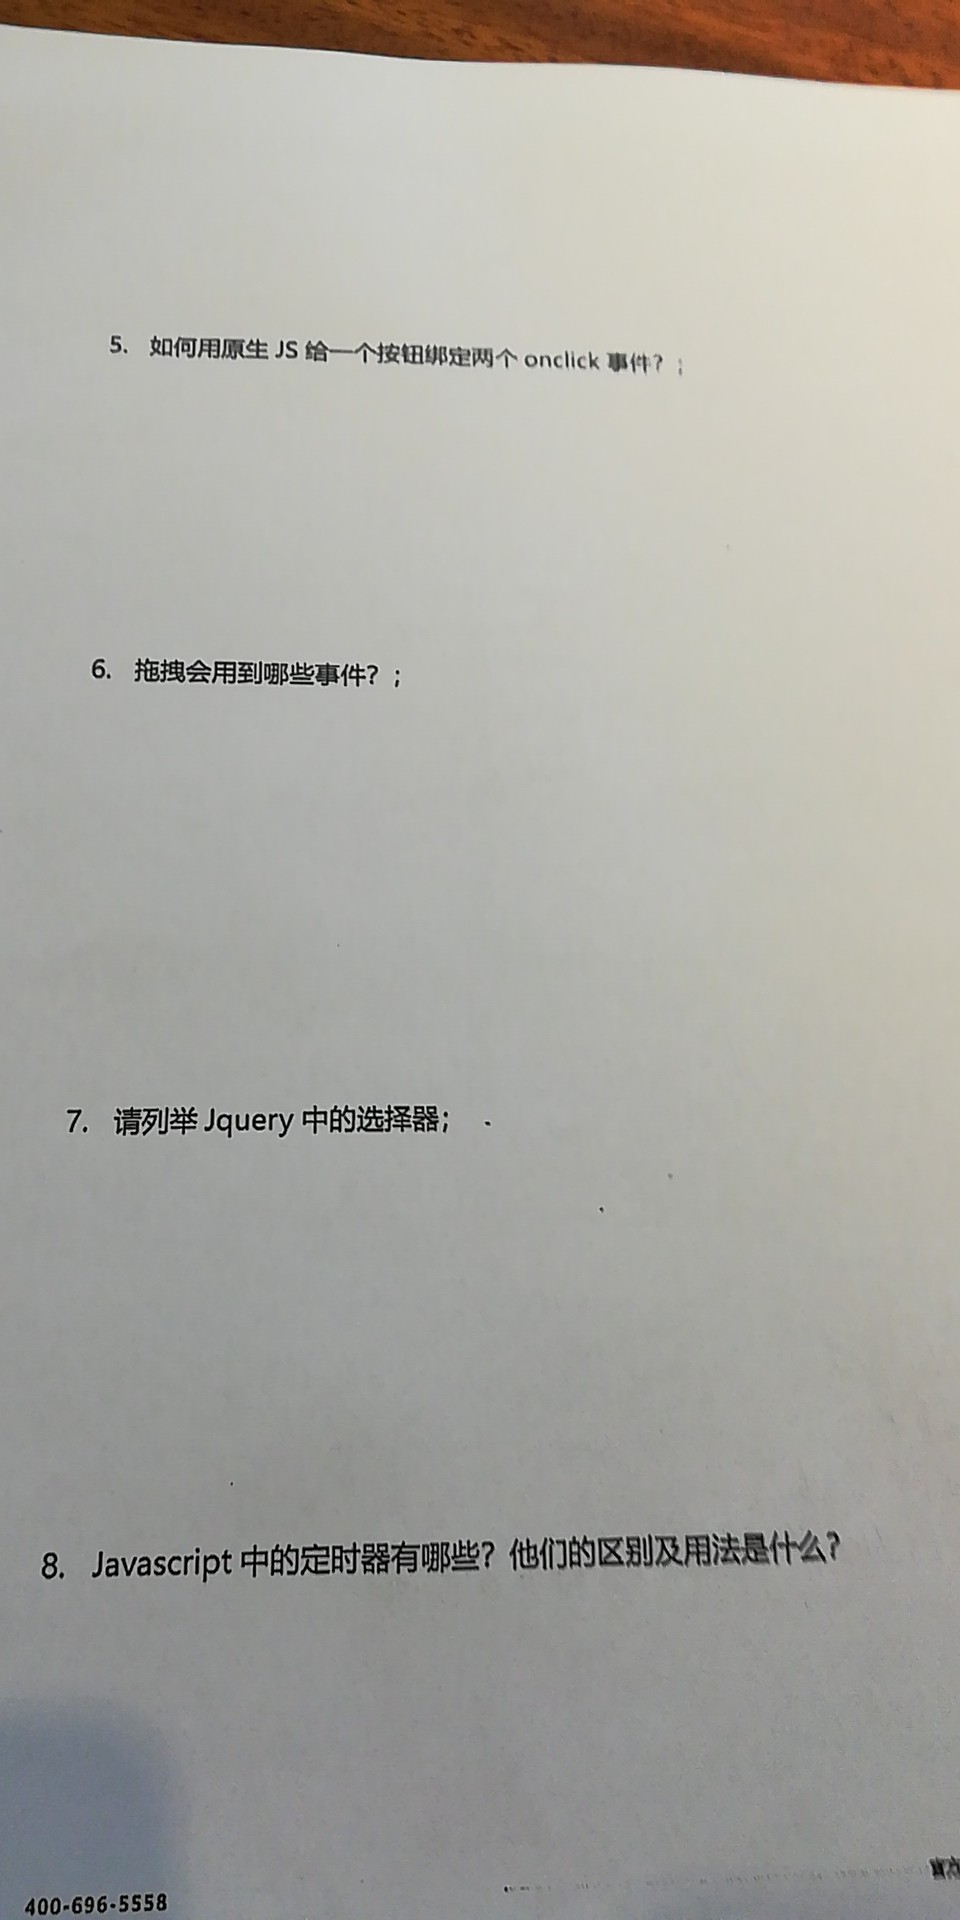 5. 如何用原生 JS 给一个按钮绑定两个 onclick 事件？；
6. 拖拽会用到哪些事件？；
7. 请列举 Jquery 中的选择器；
8. Javascript 中的定时器有哪些？他们的区别及用法是什么？
400-696-5558